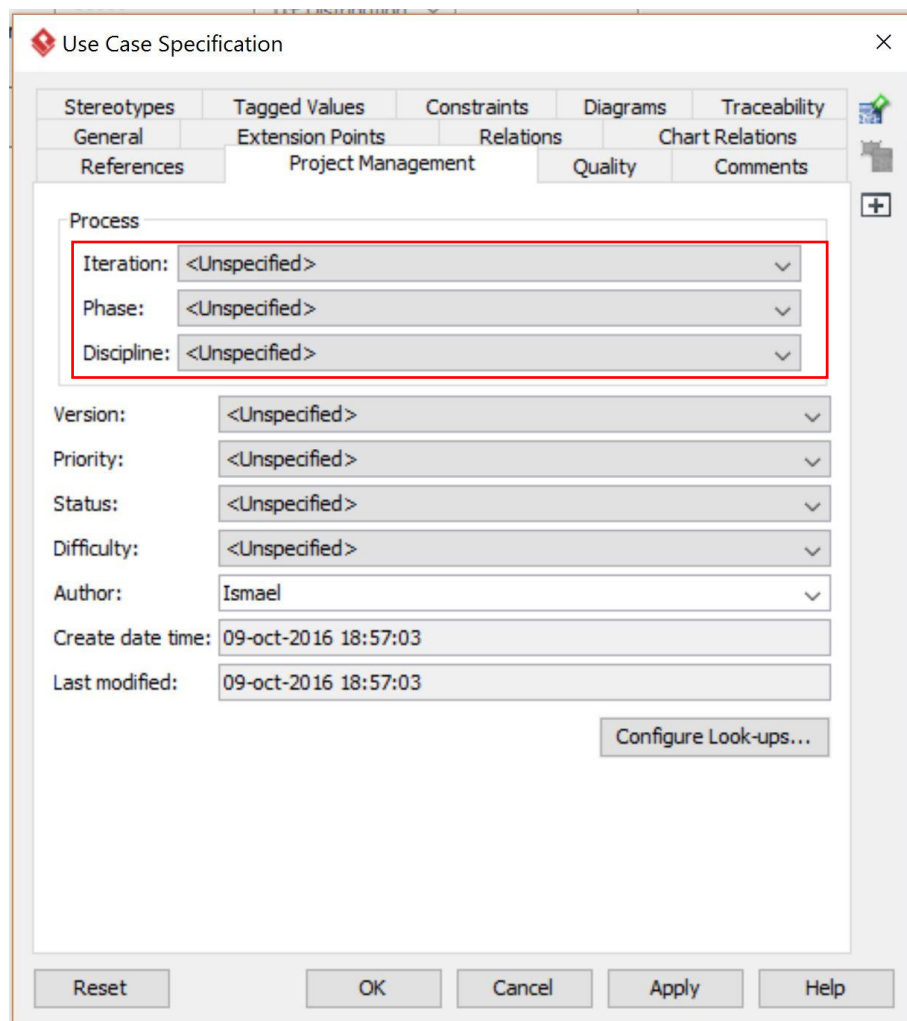 Use Case Specification
Stereotypes Tagged Values Constraints Diagrams Traceability
General Extension Points Relations Chart Relations
References Project Management Quality Comments
Process
Iteration: <Unspecified>
Phase: <Unspecified>
Discipline: <Unspecified>
Version: <Unspecified>
Priority: <Unspecified>
Status: <Unspecified>
Difficulty: <Unspecified>
Author: Ismael
Create date time: 09-oct-2016 18:57:03
Last modified: 09-oct-2016 18:57:03
Configure Look-ups...
Reset OK Cancel Apply Help